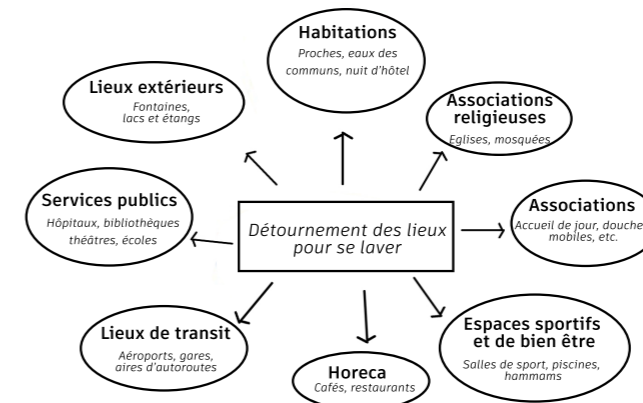 Habitations
Proches, eaux des
communs, nuit d'hôtel
Lieux extérieurs
Fontaines,
lacs et étangs
Associations
religieuses
Eglises, mosquées
Services publics
Hôpitaux, bibliothèques
théâtres, écoles
Détournement des lieux
pour se laver
Associations
Accueil de jour, douche
mobiles, etc.
Lieux de transit
Aéroports, gares,
aires d'autoroutes
Horeca
Cafés, restaurants
Espaces sportifs
et de bien être
Salles de sport, piscines,
hammams